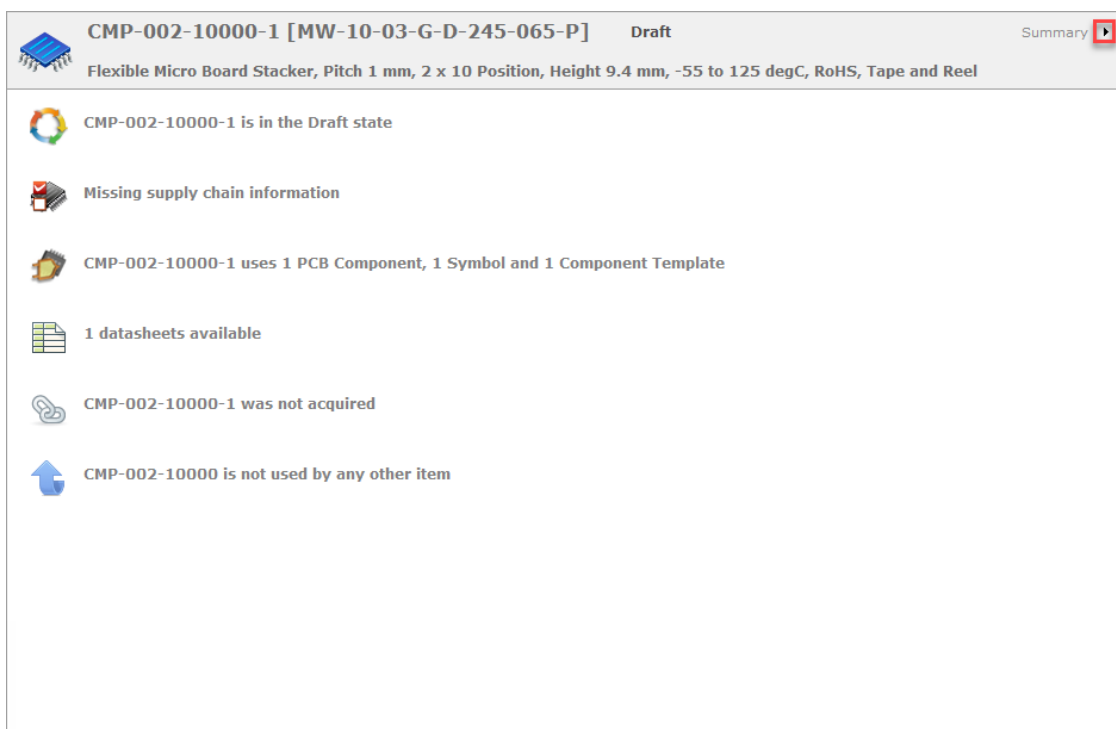 CMP-002-10000-1 [MW-10-03-G-D-245-065-P] Draft Summary
Flexible Micro Board Stacker, Pitch 1 mm, 2 x 10 Position, Height 9.4 mm, -55 to 125 degC, RoHS, Tape and Reel
CMP-002-10000-1 is in the Draft state
Missing supply chain information
CMP-002-10000-1 uses 1 PCB Component, 1 Symbol and 1 Component Template
1 datasheets available
CMP-002-10000-1 was not acquired
CMP-002-10000 is not used by any other item